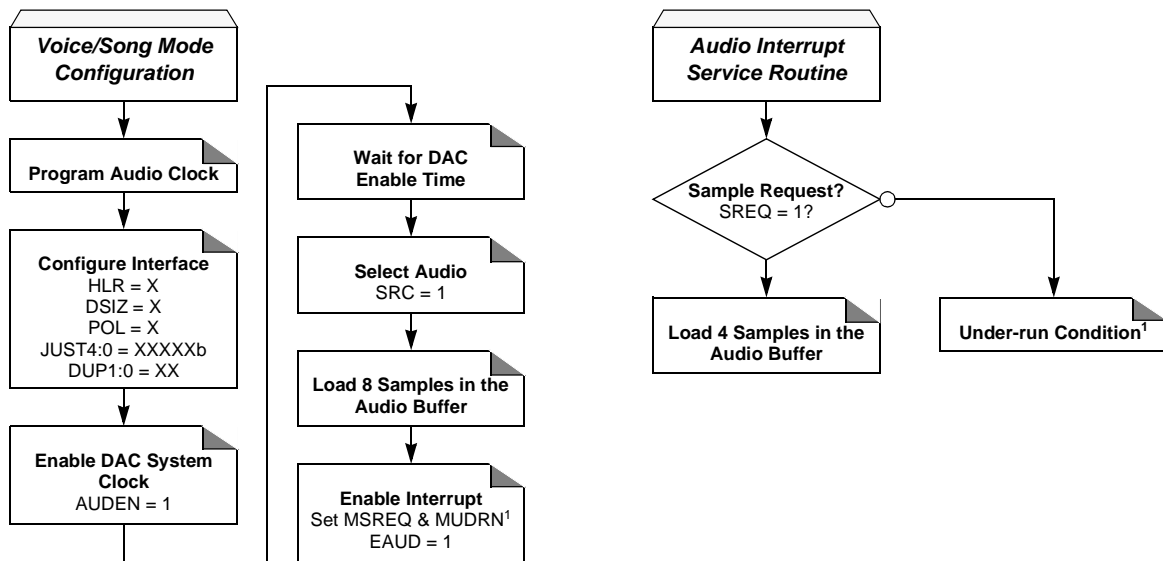 Voice/Song Mode
Configuration
Program Audio Clock
Configure Interface
HLR = X
DSIZ = X
POL = X
JUST4:0 = XXXXXb
DUP1:0 = XX
Enable DAC System
Clock
AUDEN = 1
Wait for DAC
Enable Time
Select Audio
SRC = 1
Load 8 Samples in the
Audio Buffer
Enable Interrupt
Set MSREQ & MUDRN¹
EAUD = 1
Audio Interrupt
Service Routine
Sample Request?
SREQ = 1?
Load 4 Samples in the
Audio Buffer
Under-run Condition¹